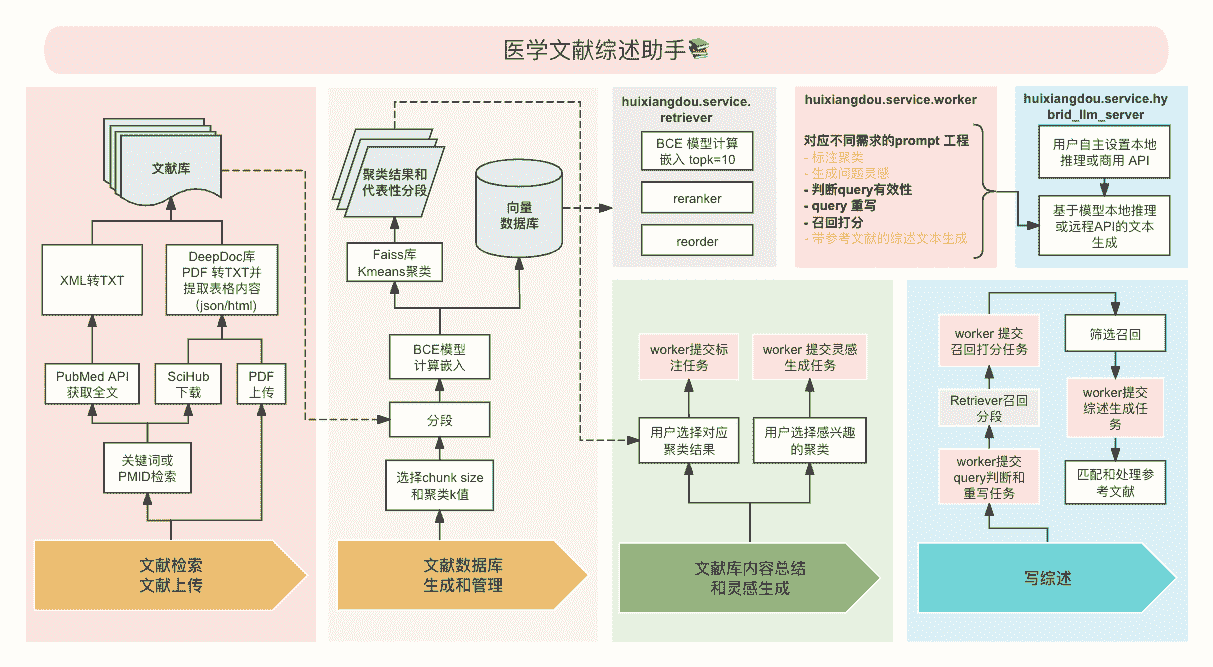 医学文献综述助手
文献库
XML转TXT
DeepDoc库
PDF 转TXT并
提取表格内容
(json/html)
PubMed API
获取全文
SciHub
下载
PDF
上传
关键词或
PMID检索
文献检索
文献上传
聚类结果和
代表性分段
向量
数据库
Faiss库
Kmeans聚类
BCE模型
计算嵌入
分段
选择chunk size
和聚类k值
文献数据库
生成和管理
huixiangdou.service.
retriever
BCE 模型计算
嵌入 topk=10
reranker
reorder
huixiangdou.service.worker
对应不同需求的prompt 工程
- 标注聚类
- 生成问题灵感
- 判断query有效性
- query 重写
- 召回打分
- 带参考文献的综述文本生成
huixiangdou.service.hy
brid_llm_server
用户自主设置本地
推理或商用 API
基于模型本地推理
或远程API的文本
生成
worker提交标
注任务
worker 提交灵感
生成任务
用户选择对应
聚类结果
用户选择感兴趣
的聚类
文献库内容总结
和灵感生成
worker 提交
召回打分任务
Retriever召回
分段
worker提交
query判断和
重写任务
筛选召回
worker提交
综述生成任
务
匹配和处理参
考文献
写综述